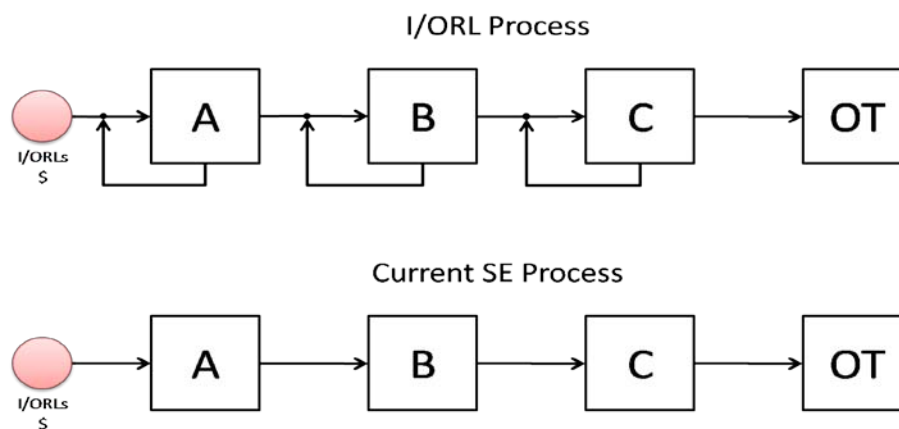 I/ORL Process
A B C OT
I/ORLs
$
Current SE Process
A B C OT
I/ORLs
$